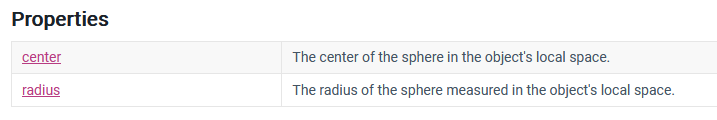 Properties
center The center of the sphere in the object's local space.
radius The radius of the sphere measured in the object's local space.